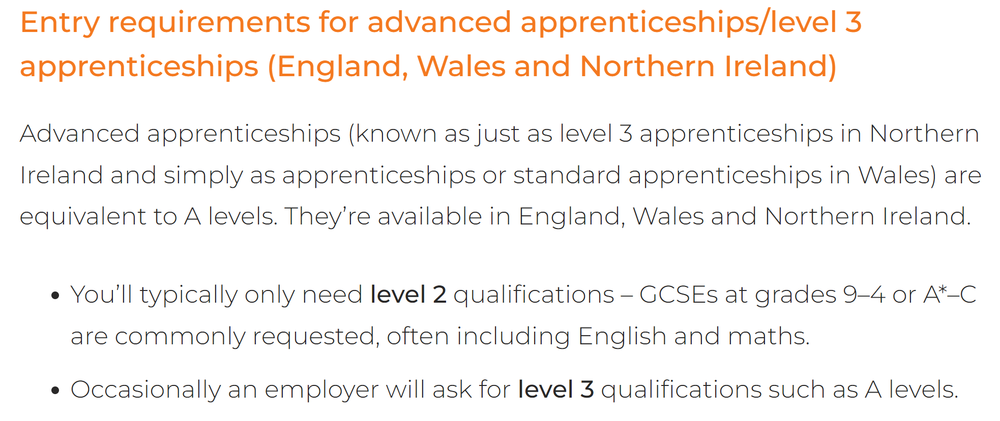 Entry requirements for advanced apprenticeships/level 3
apprenticeships (England, Wales and Northern Ireland)
Advanced apprenticeships (known as just as level 3 apprenticeships in Northern
Ireland and simply as apprenticeships or standard apprenticeships in Wales) are
equivalent to A levels. They’re available in England, Wales and Northern Ireland.
• You’ll typically only need level 2 qualifications – GCSEs at grades 9–4 or A*–C
are commonly requested, often including English and maths.
• Occasionally an employer will ask for level 3 qualifications such as A levels.